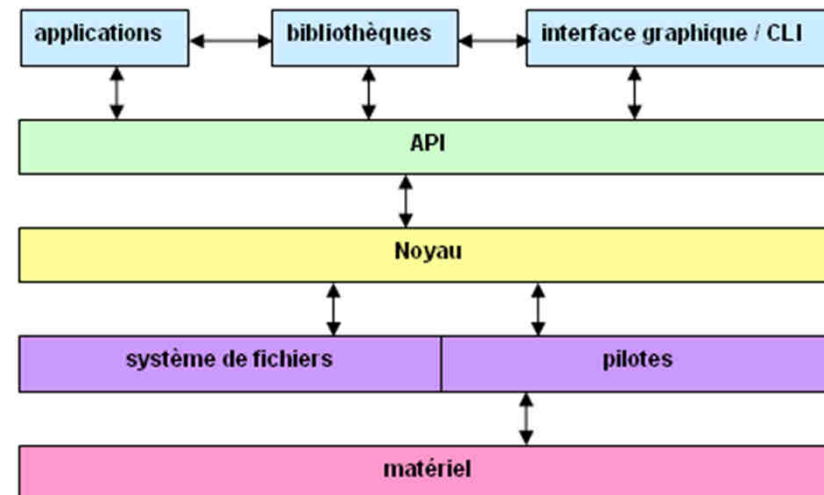 applications
bibliothèques
interface graphique / CLI
API
Noyau
système de fichiers
pilotes
matériel